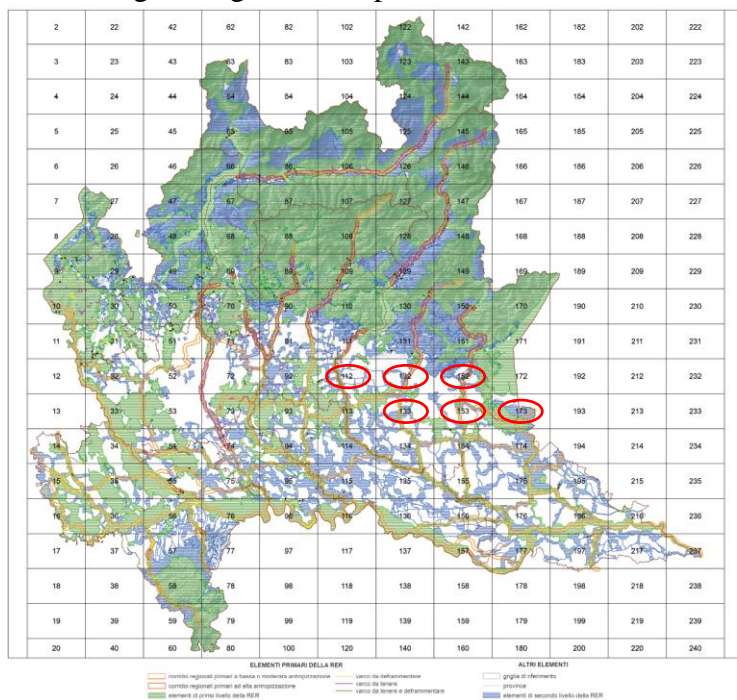 2 22 42 62 82 102 122 142 162 182 202 222
3 23 43 63 83 103 123 143 163 183 203 223
4 24 44 64 84 104 124 144 164 184 204 224
5 25 45 65 85 105 125 145 165 185 205 225
6 26 46 66 86 106 126 146 166 186 206 226
7 27 47 67 87 107 127 147 167 187 207 227
8 28 48 68 88 108 128 148 168 188 208 228
9 29 49 69 89 109 129 149 169 189 209 229
10 30 50 70 90 110 130 150 170 190 210 230
11 31 51 71 91 111 131 151 171 191 211 231
12 32 52 72 92 112 132 152 172 192 212 232
13 33 53 73 93 113 133 153 173 193 213 233
14 34 54 74 94 114 134 154 174 194 214 234
15 35 55 75 95 115 135 155 175 195 215 235
16 36 56 76 96 116 136 156 176 196 216 236
17 37 57 77 97 117 137 157 177 197 217 237
18 38 58 78 98 118 138 158 178 198 218 238
19 39 59 79 99 119 139 159 179 199 219 239
20 40 60 80 100 120 140 160 180 200 220 240
ELEMENTI PRIMARI DELLA RER ALTRI ELEMENTI
corridoi regionali primari a bassa o moderata antropizzazione varco da deframmentare griglia di riferimento
corridoi regionali primari ad alta antropizzazione varco da tenere province
elementi di primo livello della RER varco da tenere e deframmentare elementi di secondo livello della RER